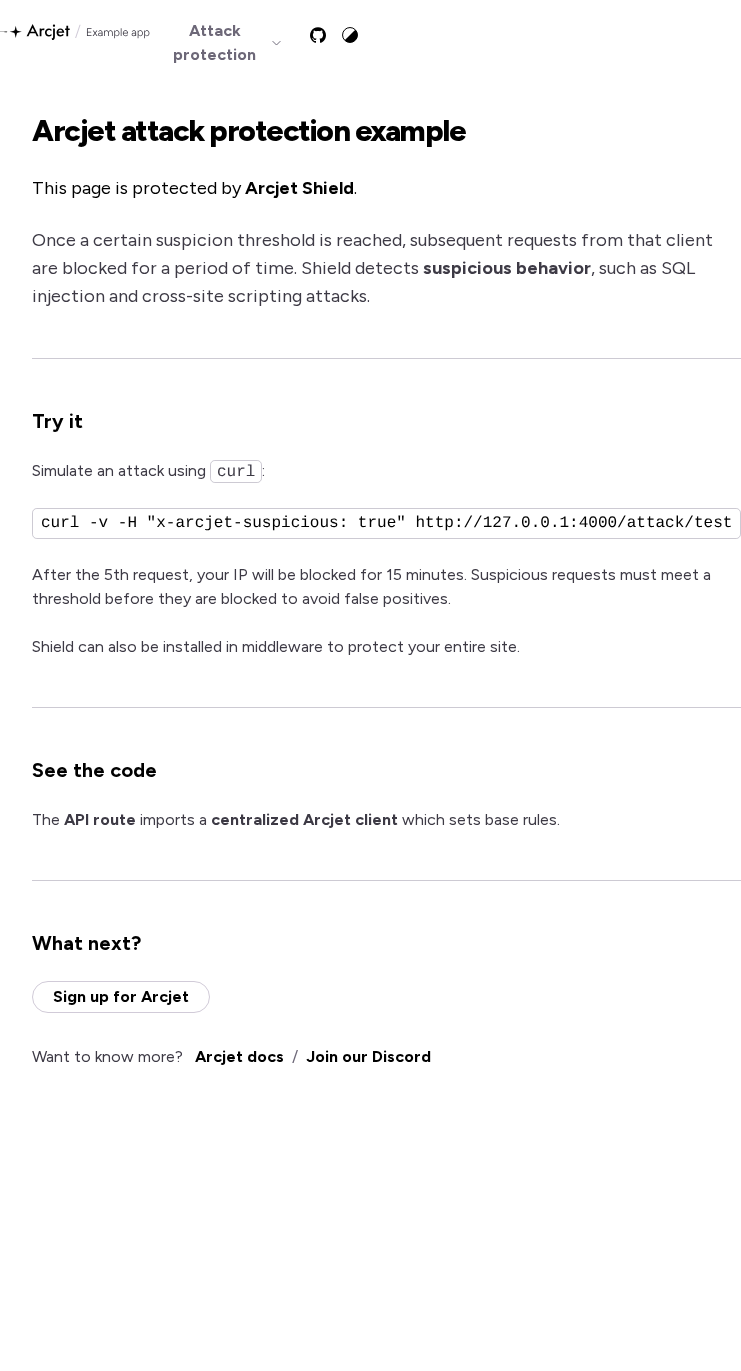 Arcjet / Example app
Attack
protection
Arcjet attack protection example
This page is protected by Arcjet Shield.
Once a certain suspicion threshold is reached, subsequent requests from that client
are blocked for a period of time. Shield detects suspicious behavior, such as SQL
injection and cross-site scripting attacks.
Try it
Simulate an attack using curl:
curl -v -H "x-arcjet-suspicious: true" http://127.0.0.1:4000/attack/test
After the 5th request, your IP will be blocked for 15 minutes. Suspicious requests must meet a
threshold before they are blocked to avoid false positives.
Shield can also be installed in middleware to protect your entire site.
See the code
The API route imports a centralized Arcjet client which sets base rules.
What next?
Sign up for Arcjet
Want to know more? Arcjet docs / Join our Discord